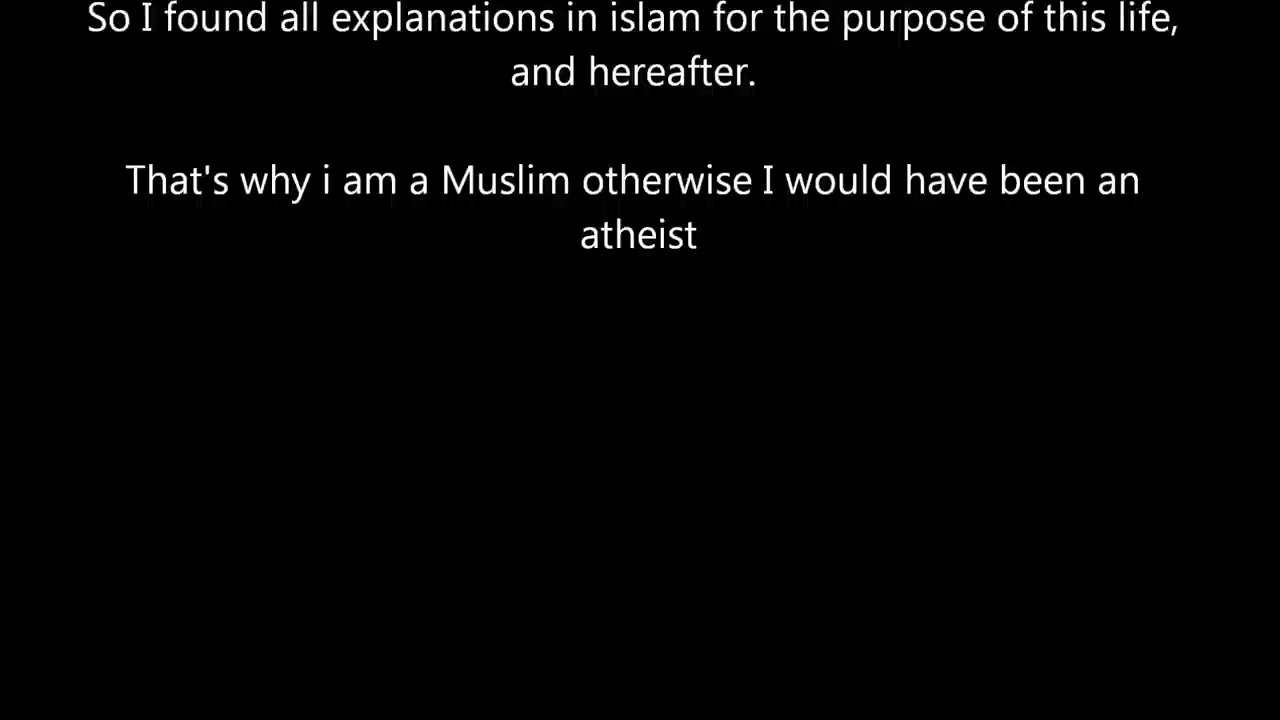 So I found all explanations in islam for the purpose of this life,
and hereafter.
That's why i am a Muslim otherwise I would have been an
atheist